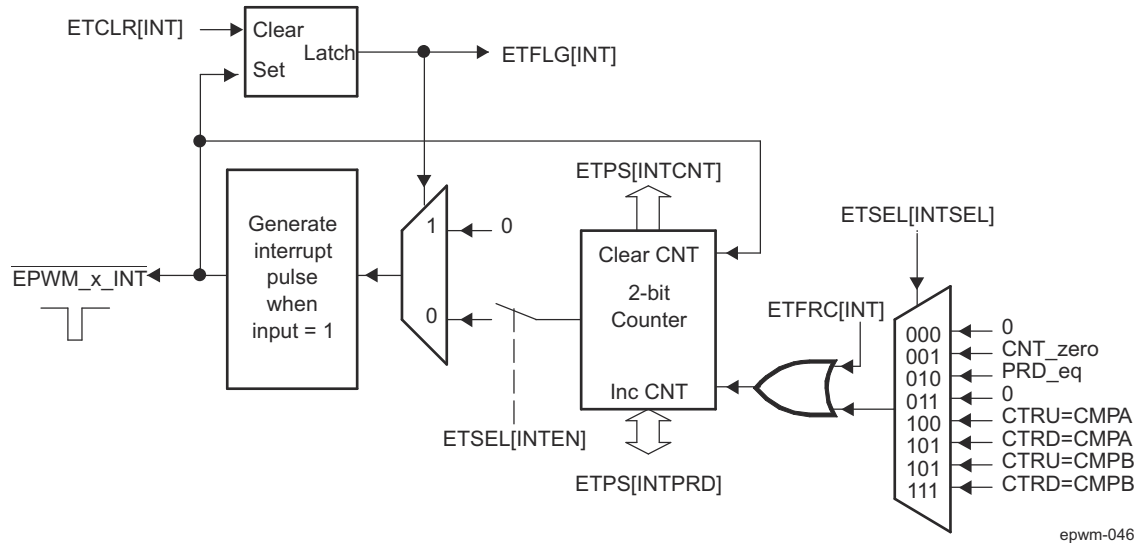 ETCLR[INT]
Clear
Latch
Set
ETFLG[INT]
ETPS[INTCNT]
ETSEL[INTSEL]
Generate
interrupt
pulse
when
input = 1
1
0
0
Clear CNT
2-bit
Counter
Inc CNT
EPWM_x_INT
ETFRC[INT]
ETSEL[INTEN]
ETPS[INTPRD]
000 0
001 CNT_zero
010 PRD_eq
011 0
100 CTRU=CMPA
101 CTRD=CMPA
101 CTRU=CMPB
111 CTRD=CMPB
epwm-046